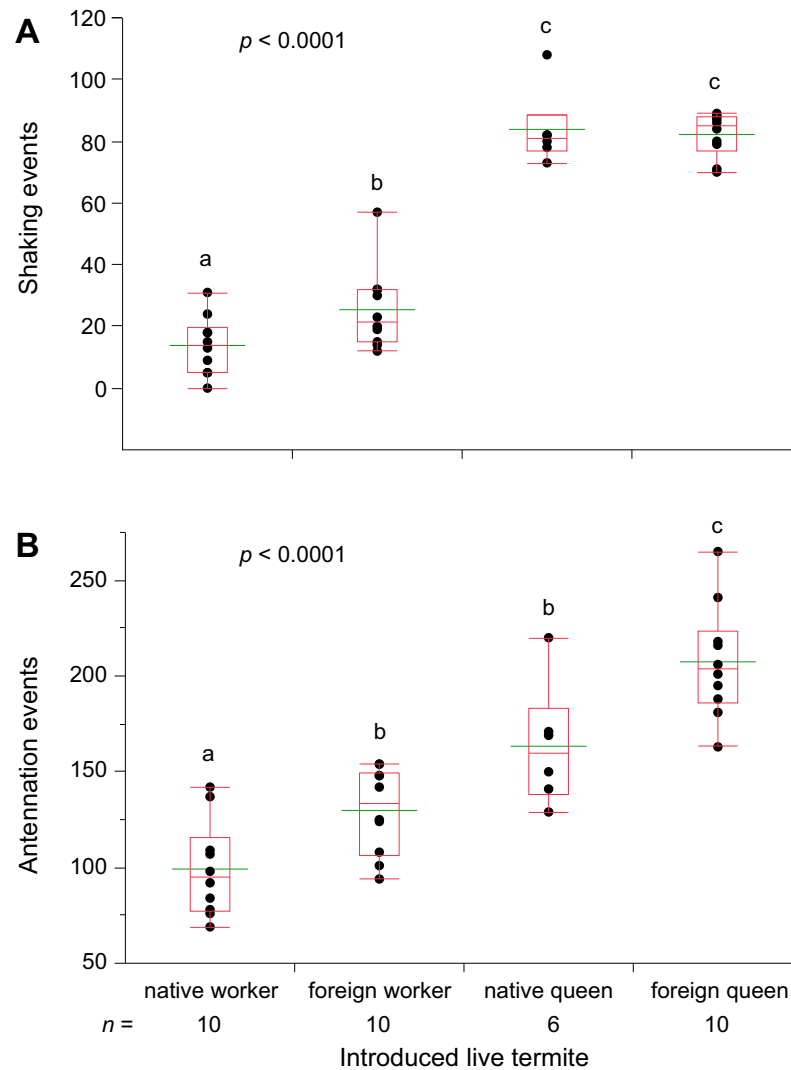 A
p < 0.0001
Shaking events
120
100
80
60
40
20
0
a
b
c
c
B
p < 0.0001
Antennation events
250
200
150
100
50
a
b
b
c
native worker foreign worker native queen foreign queen
n = 10 10 6 10
Introduced live termite